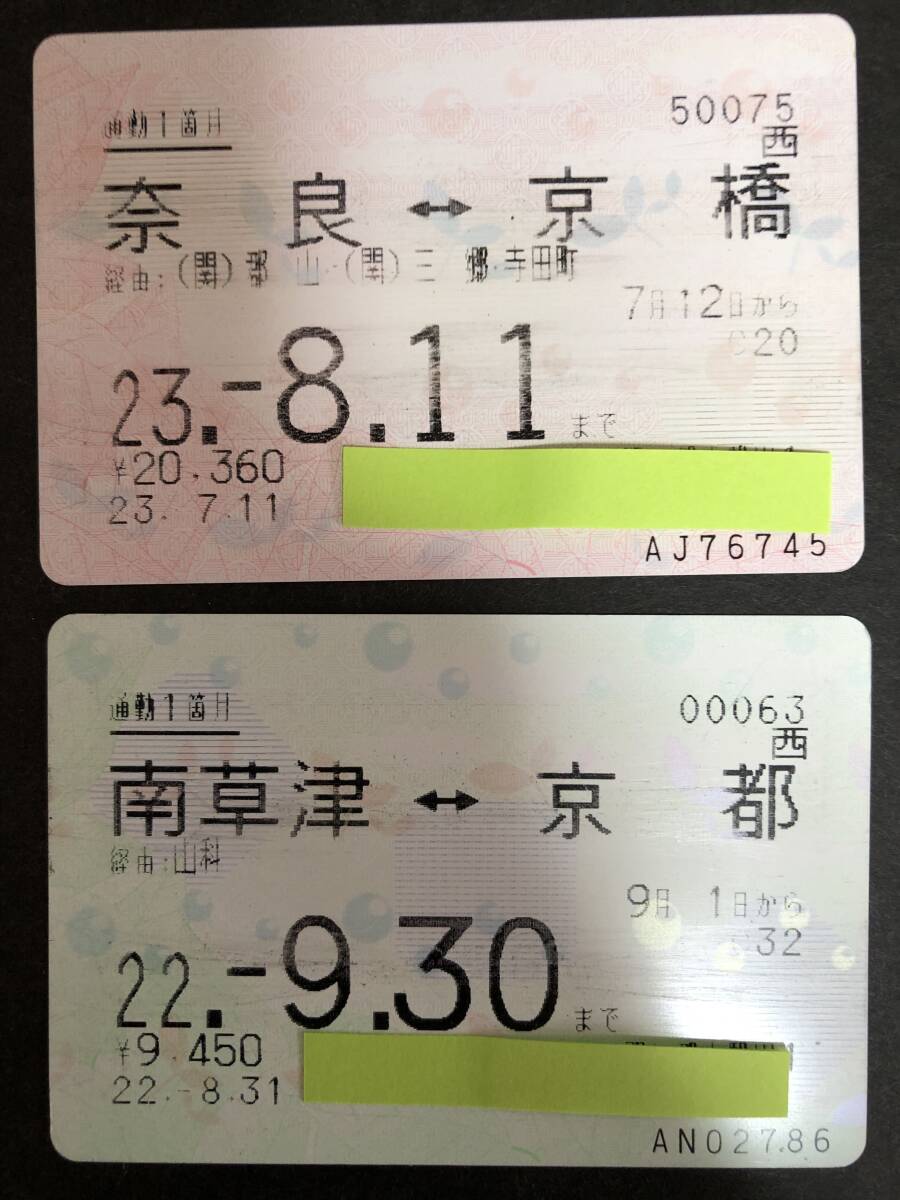 50075
通勤1箇月
西
奈良↔京橋
経由:(関)郡山・(関)三郷・寺田町
7月12日から
20
23.-8.11まで
¥20.360
23. 7.11
AJ76745
00063
通勤1箇月
西
南草津↔京都
経由:山科
9月 1日から
32
22.-9.30まで
¥9.450
22.-8.31
AN02786